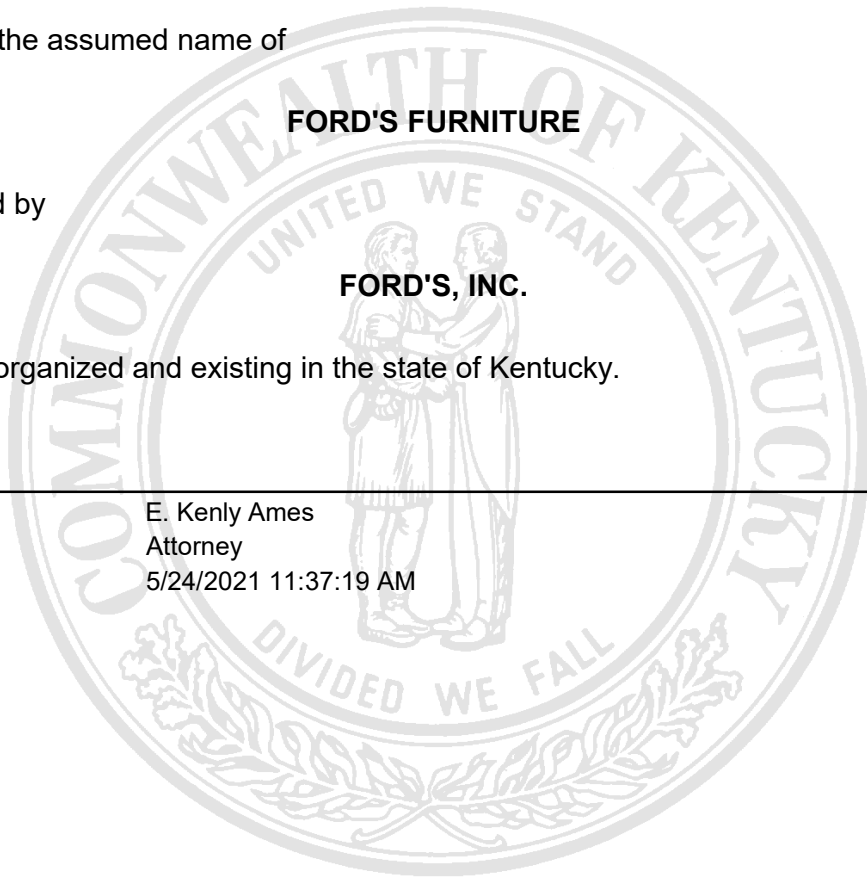 the assumed name of
FORD'S FURNITURE
d by
FORD'S, INC.
organized and existing in the state of Kentucky.
E. Kenly Ames
Attorney
5/24/2021 11:37:19 AM
COMMONWEALTH OF KENTUCKY
UNITED WE STAND
DIVIDED WE FALL